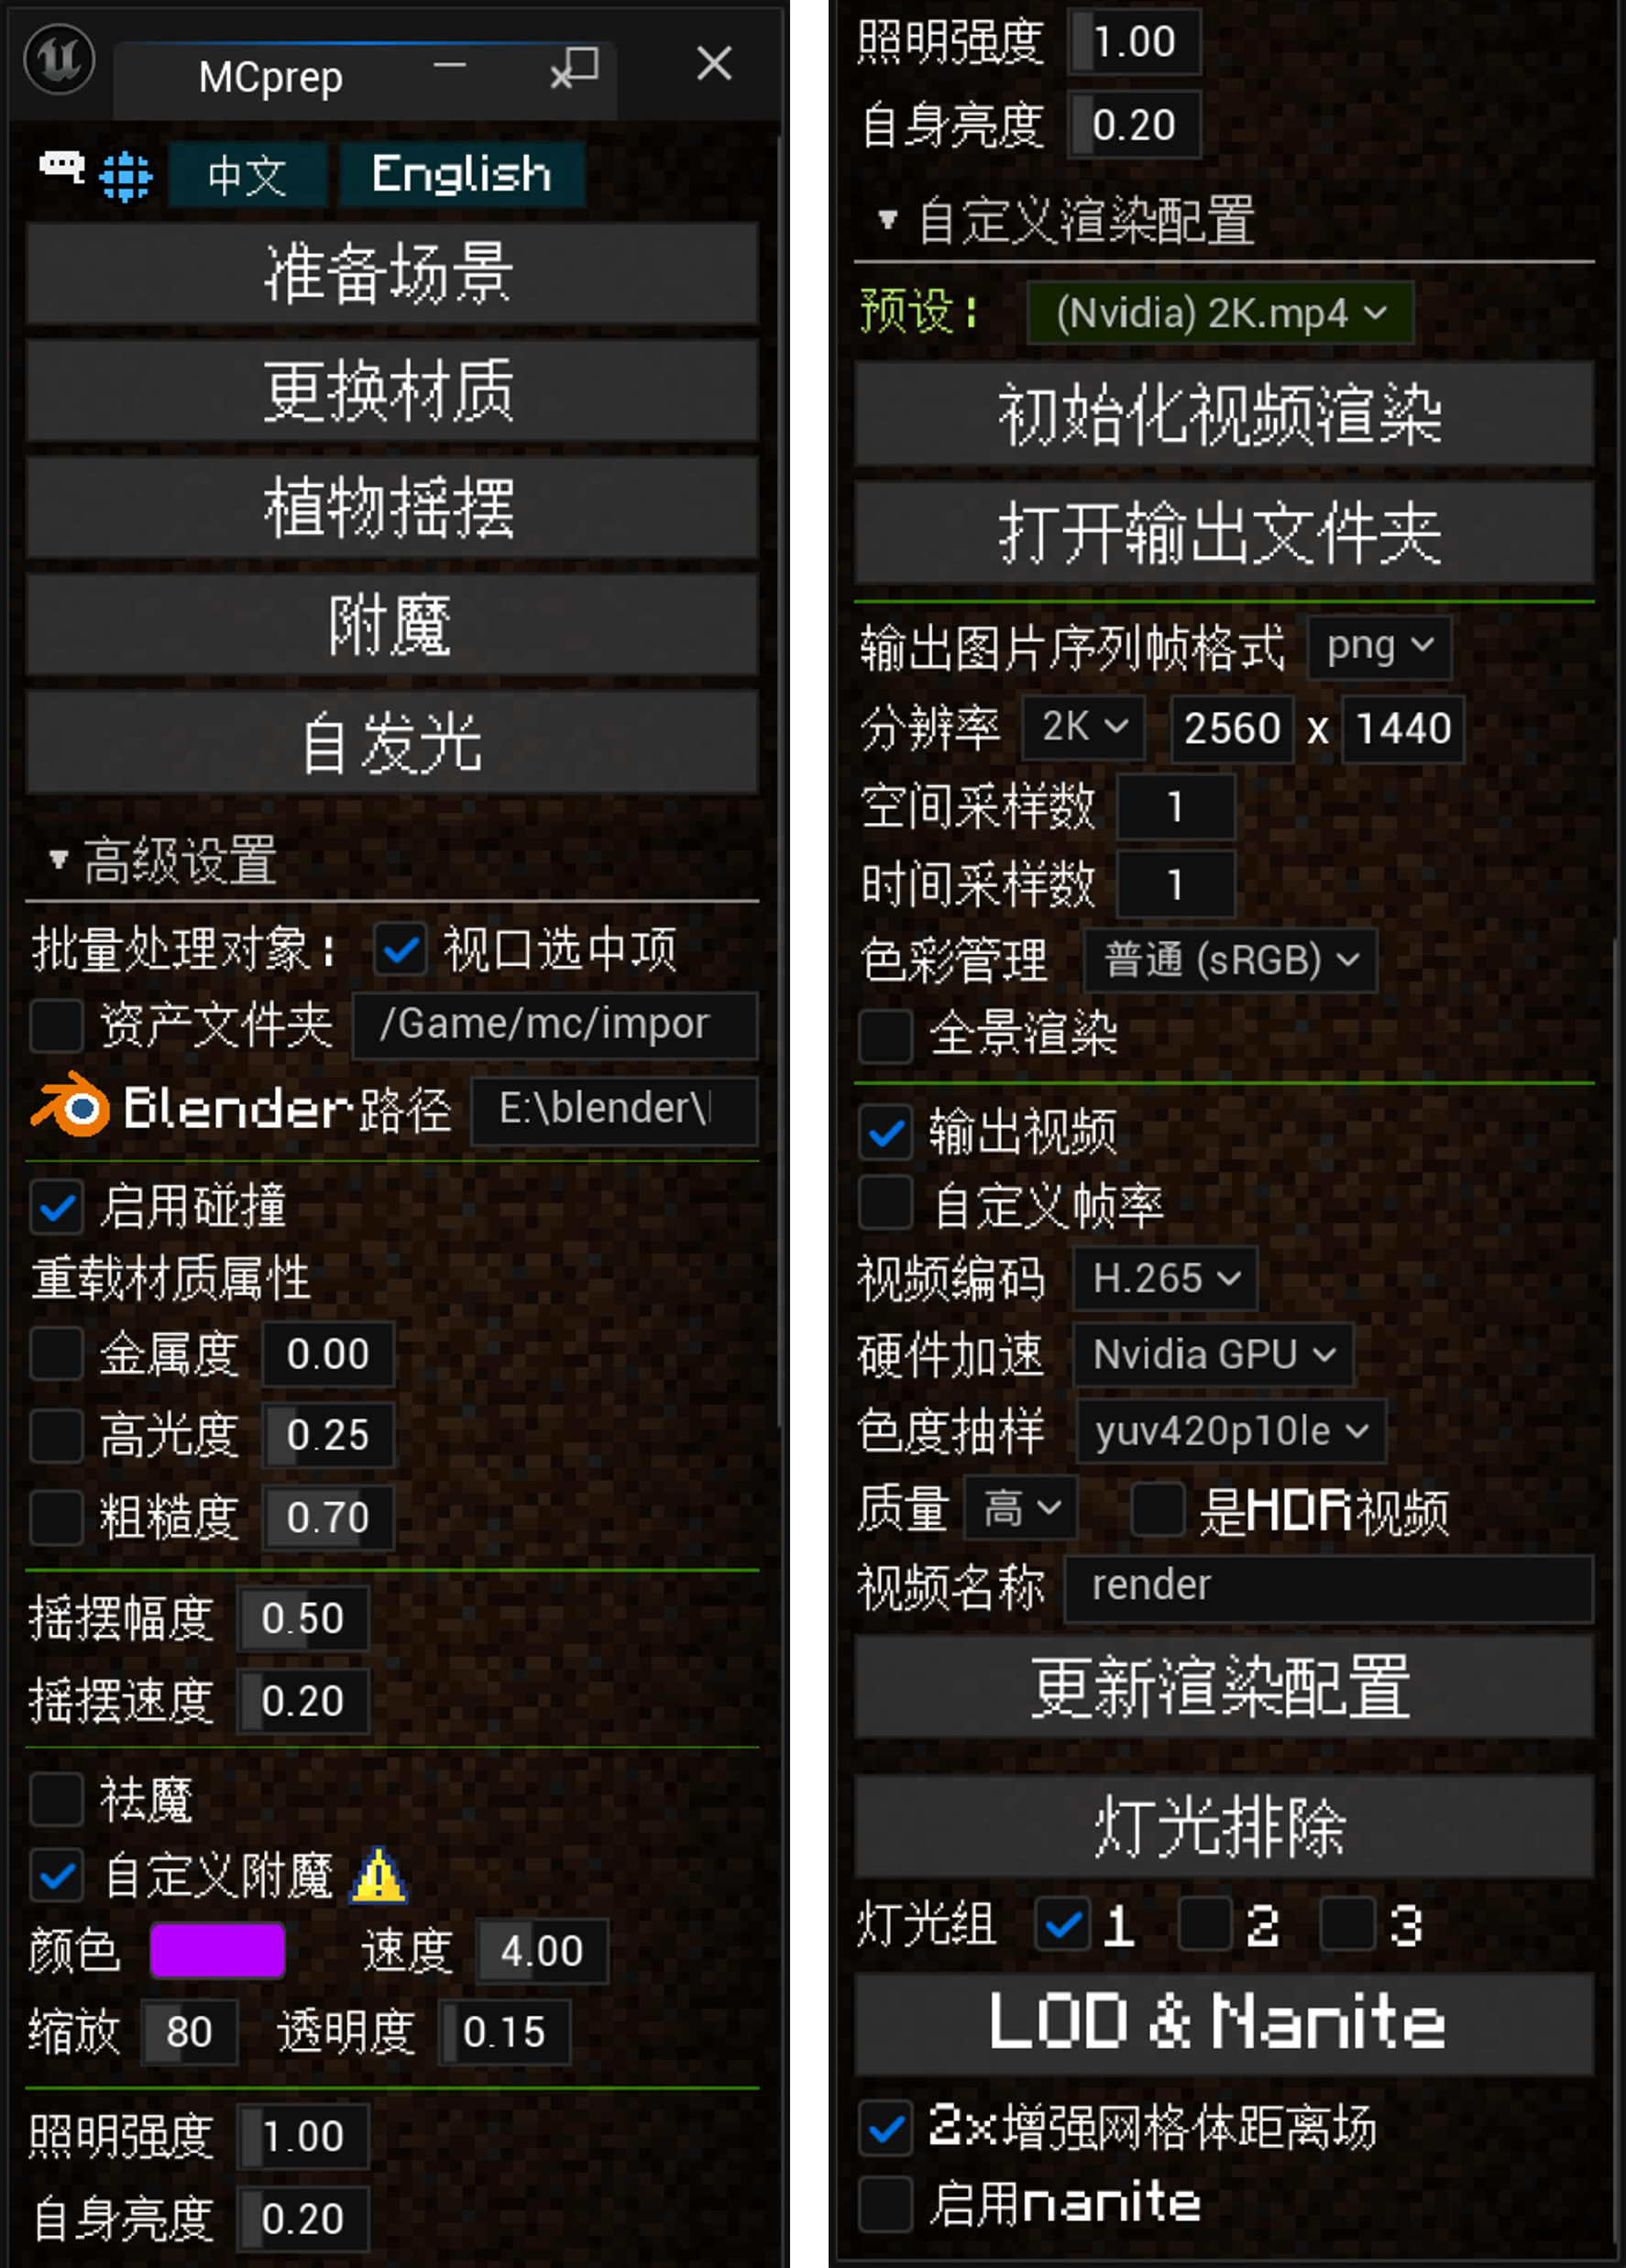 MCprep
中文 English
准备场景
更换材质
植物摇摆
附魔
自发光
高级设置
批量处理对象: 视口选中项
资产文件夹 /Game/mc/impor
Blender路径 E:\blender\
启用碰撞
重载材质属性
金属度 0.00
高光度 0.25
粗糙度 0.70
摇摆幅度 0.50
摇摆速度 0.20
祛魔
自定义附魔
颜色 速度 4.00
缩放 80 透明度 0.15
照明强度 1.00
自身亮度 0.20
照明强度 1.00
自身亮度 0.20
自定义渲染配置
预设: (Nvidia) 2K.mp4
初始化视频渲染
打开输出文件夹
输出图片序列帧格式 png
分辨率 2K 2560 x 1440
空间采样数 1
时间采样数 1
色彩管理 普通 (sRGB)
全景渲染
输出视频
自定义帧率
视频编码 H.265
硬件加速 Nvidia GPU
色度抽样 yuv420p10le
质量 高 是HDR视频
视频名称 render
更新渲染配置
灯光排除
灯光组 1 2 3
LOD & Nanite
2x增强网格体距离场
启用nanite